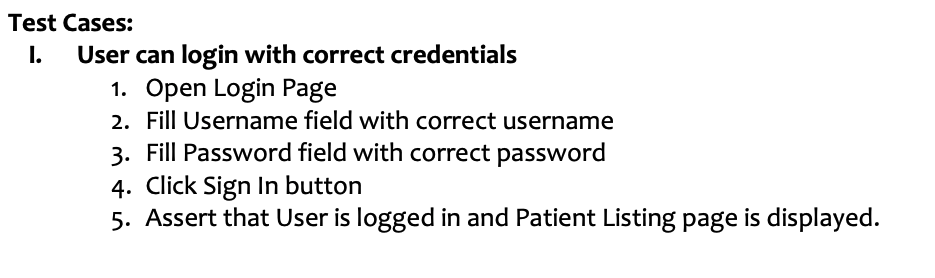 Test Cases:
I. User can login with correct credentials
1. Open Login Page
2. Fill Username field with correct username
3. Fill Password field with correct password
4. Click Sign In button
5. Assert that User is logged in and Patient Listing page is displayed.